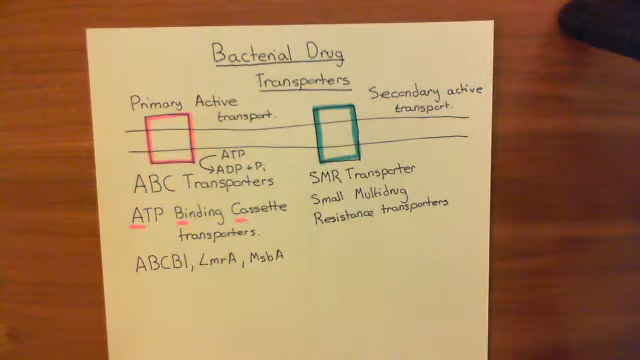 Bacterial Drug
Transporters
Primary Active
transport.
ATP
ADP + Pi
ABC Transporters
ATP Binding Cassette
transporters.
ABCB1, LmrA, MsbA
Secondary active
transport.
SMR Transporter
Small Multidrug
Resistance transporters